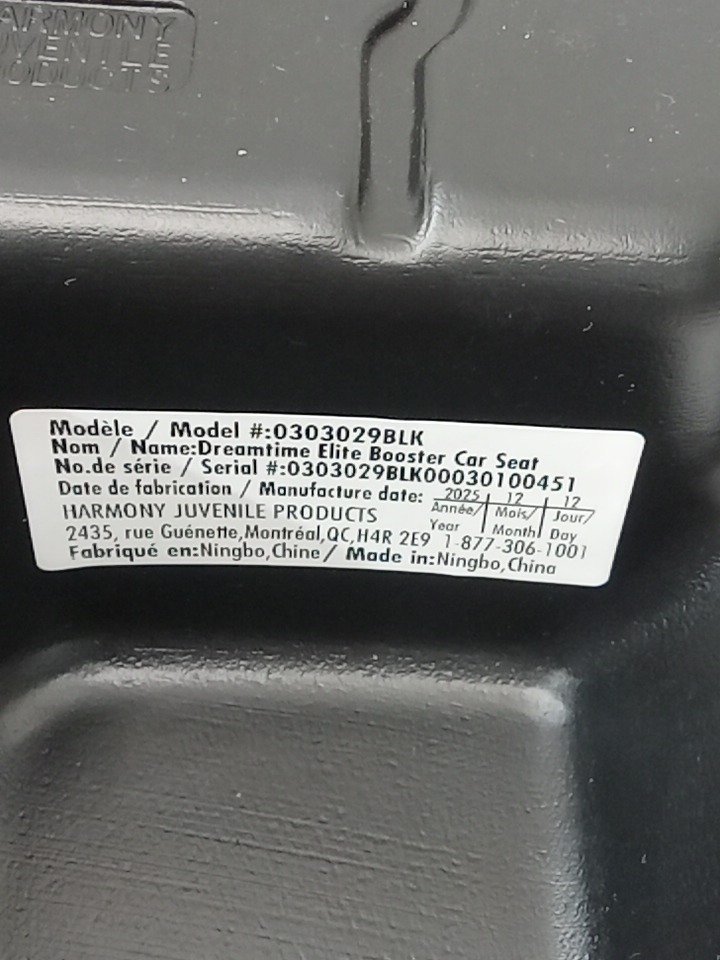 ARMONY
VENILE
ODUCTS
Modèle / Model #:0303029BLK
Nom / Name:Dreamtime Elite Booster Car Seat
No.de série / Serial #:0303029BLK00030100451
Date de fabrication / Manufacture date: 2025 12 12
Année/ Mois/ Jour/
Year Month Day
HARMONY JUVENILE PRODUCTS
2435, rue Guénette,Montréal,QC,H4R 2E9 1-877-306-1001
Fabriqué en:Ningbo,Chine/ Made in:Ningbo,China